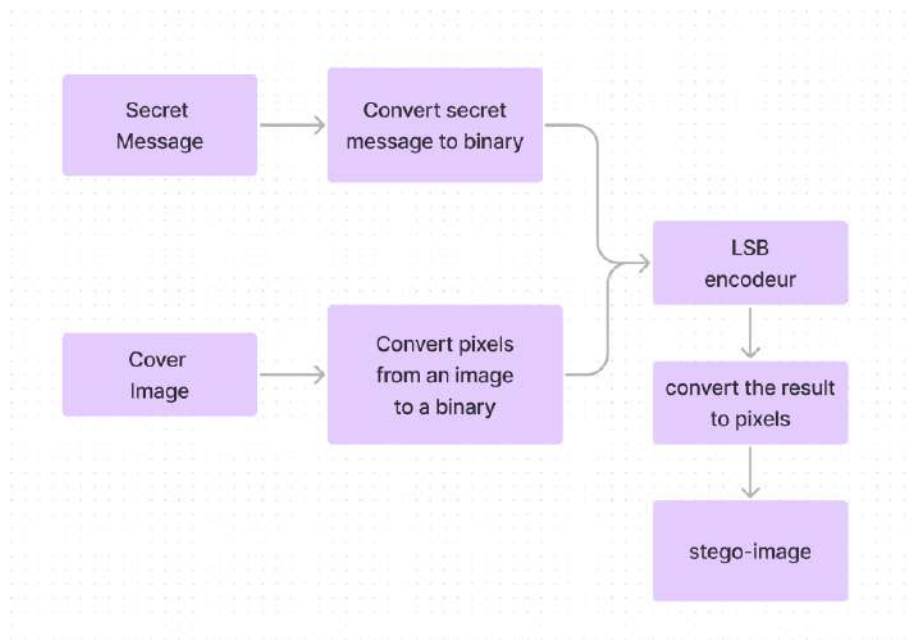 Secret
Message
Convert secret
message to binary
LSB
encodeur
Cover
Image
Convert pixels
from an image
to a binary
convert the result
to pixels
stego-image